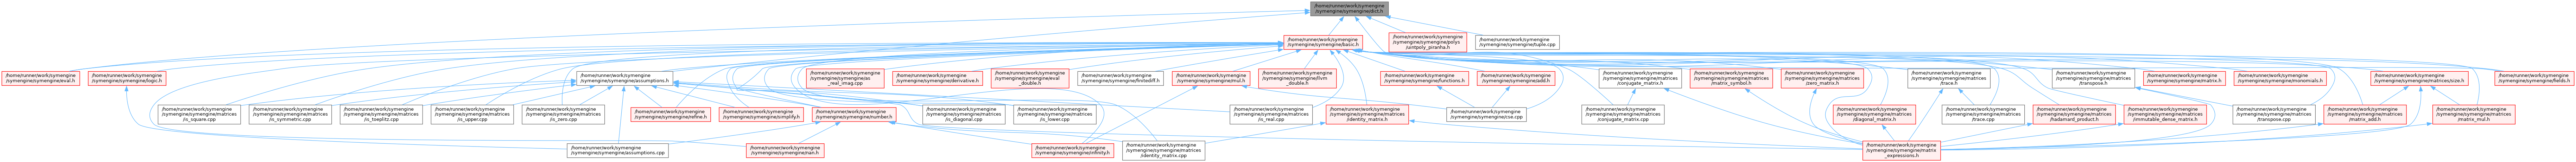 /home/runner/work/symengine
/symengine/symengine/dict.h
/home/runner/work/symengine
/symengine/symengine/basic.h
/home/runner/work/symengine
/symengine/symengine/polys
/uintpoly_piranha.h
/home/runner/work/symengine
/symengine/symengine/tuple.cpp
/home/runner/work/symengine
/symengine/symengine/eval.h
/home/runner/work/symengine
/symengine/symengine/logic.h
/home/runner/work/symengine
/symengine/symengine/assumptions.h
/home/runner/work/symengine
/symengine/symengine/as
_real_imag.cpp
/home/runner/work/symengine
/symengine/symengine/derivative.h
/home/runner/work/symengine
/symengine/symengine/eval
_double.h
/home/runner/work/symengine
/symengine/symengine/finitediff.h
/home/runner/work/symengine
/symengine/symengine/mul.h
/home/runner/work/symengine
/symengine/symengine/llvm
_double.h
/home/runner/work/symengine
/symengine/symengine/functions.h
/home/runner/work/symengine
/symengine/symengine/add.h
/home/runner/work/symengine
/symengine/symengine/matrices
/conjugate_matrix.h
/home/runner/work/symengine
/symengine/symengine/matrices
/matrix_symbol.h
/home/runner/work/symengine
/symengine/symengine/matrices
/zero_matrix.h
/home/runner/work/symengine
/symengine/symengine/matrices
/trace.h
/home/runner/work/symengine
/symengine/symengine/matrices
/transpose.h
/home/runner/work/symengine
/symengine/symengine/matrix.h
/home/runner/work/symengine
/symengine/symengine/monomials.h
/home/runner/work/symengine
/symengine/symengine/matrices/size.h
/home/runner/work/symengine
/symengine/symengine/fields.h
/home/runner/work/symengine
/symengine/symengine/matrices
/is_square.cpp
/home/runner/work/symengine
/symengine/symengine/matrices
/is_symmetric.cpp
/home/runner/work/symengine
/symengine/symengine/matrices
/is_toeplitz.cpp
/home/runner/work/symengine
/symengine/symengine/matrices
/is_upper.cpp
/home/runner/work/symengine
/symengine/symengine/matrices
/is_zero.cpp
/home/runner/work/symengine
/symengine/symengine/refine.h
/home/runner/work/symengine
/symengine/symengine/simplify.h
/home/runner/work/symengine
/symengine/symengine/number.h
/home/runner/work/symengine
/symengine/symengine/matrices
/is_diagonal.cpp
/home/runner/work/symengine
/symengine/symengine/matrices
/is_lower.cpp
/home/runner/work/symengine
/symengine/symengine/matrices
/is_real.cpp
/home/runner/work/symengine
/symengine/symengine/matrices
/identity_matrix.h
/home/runner/work/symengine
/symengine/symengine/cse.cpp
/home/runner/work/symengine
/symengine/symengine/matrices
/conjugate_matrix.cpp
/home/runner/work/symengine
/symengine/symengine/matrices
/diagonal_matrix.h
/home/runner/work/symengine
/symengine/symengine/matrices
/trace.cpp
/home/runner/work/symengine
/symengine/symengine/matrices
/hadamard_product.h
/home/runner/work/symengine
/symengine/symengine/matrices
/immutable_dense_matrix.h
/home/runner/work/symengine
/symengine/symengine/matrices
/transpose.cpp
/home/runner/work/symengine
/symengine/symengine/matrices
/matrix_add.h
/home/runner/work/symengine
/symengine/symengine/matrices
/matrix_mul.h
/home/runner/work/symengine
/symengine/symengine/assumptions.cpp
/home/runner/work/symengine
/symengine/symengine/nan.h
/home/runner/work/symengine
/symengine/symengine/infinity.h
/home/runner/work/symengine
/symengine/symengine/matrices
/identity_matrix.cpp
/home/runner/work/symengine
/symengine/symengine/matrix
_expressions.h